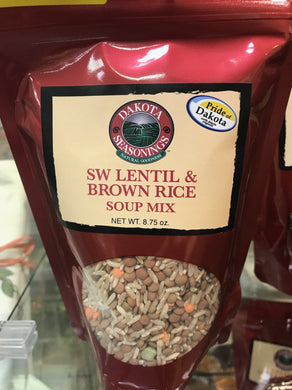 DAKOTA
SEASONINGS
NATURAL GOODNESS
Pride of
Dakota
SW LENTIL &
BROWN RICE
SOUP MIX
NET WT. 8.75 oz.